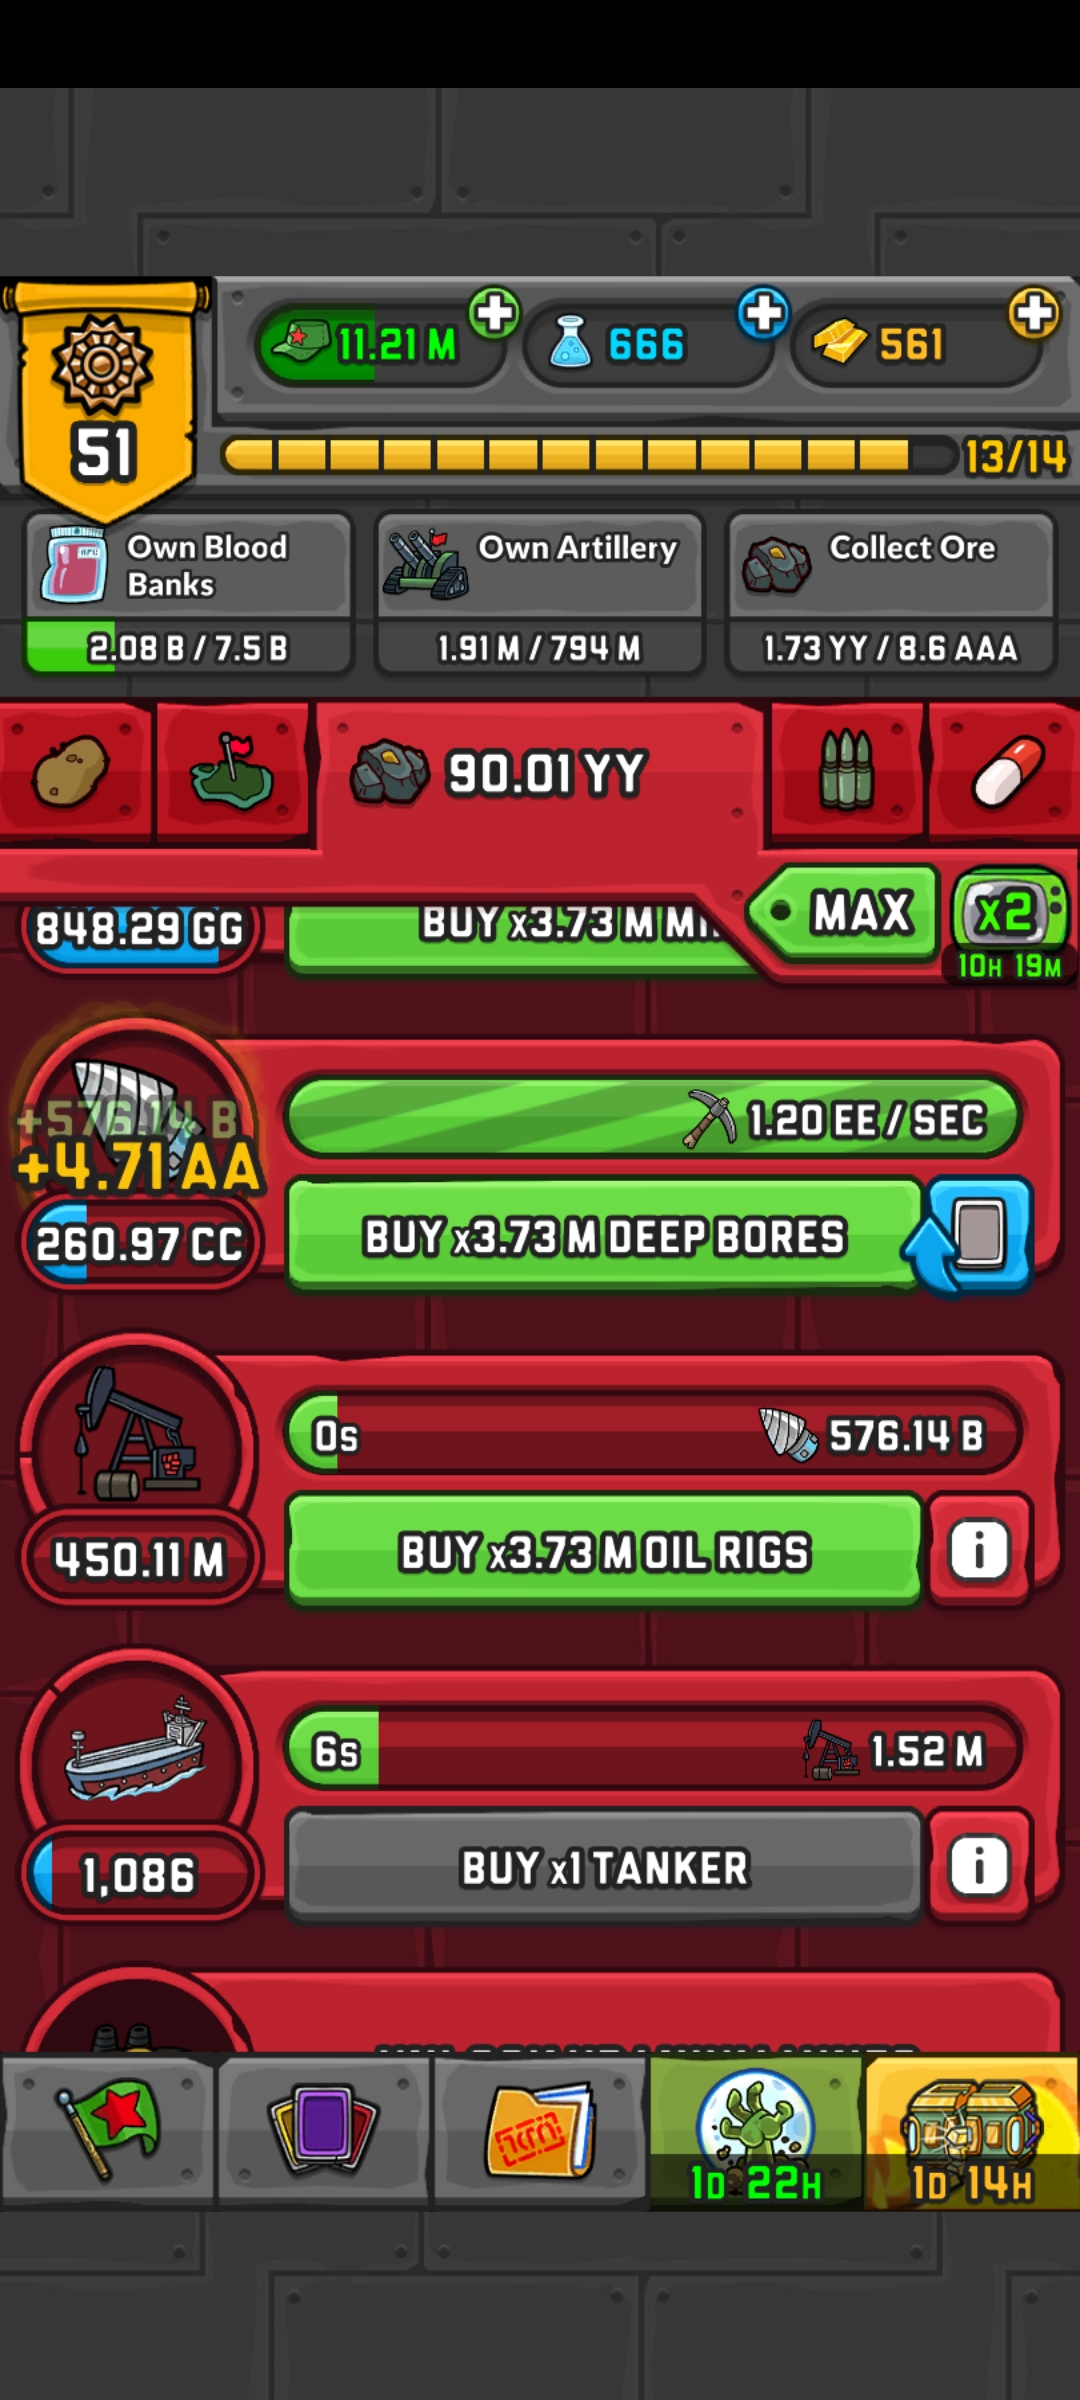 11.21 M
666
561
51
13/14
Own Blood
Banks
Own Artillery
Collect Ore
2.08 B / 7.5 B
1.91 M / 794 M
1.73 YY / 8.6 AAA
90.01 YY
MAX
x2
10H 19M
848.29 GG
BUY x3.73 M
+576.14 B
+4.71 AA
1.20 EE / SEC
260.97 CC
BUY x3.73 M DEEP BORES
0s
576.14 B
450.11 M
BUY x3.73 M OIL RIGS
i
6s
1.52 M
1,086
BUY x1 TANKER
i
1D 22H
1D 14H